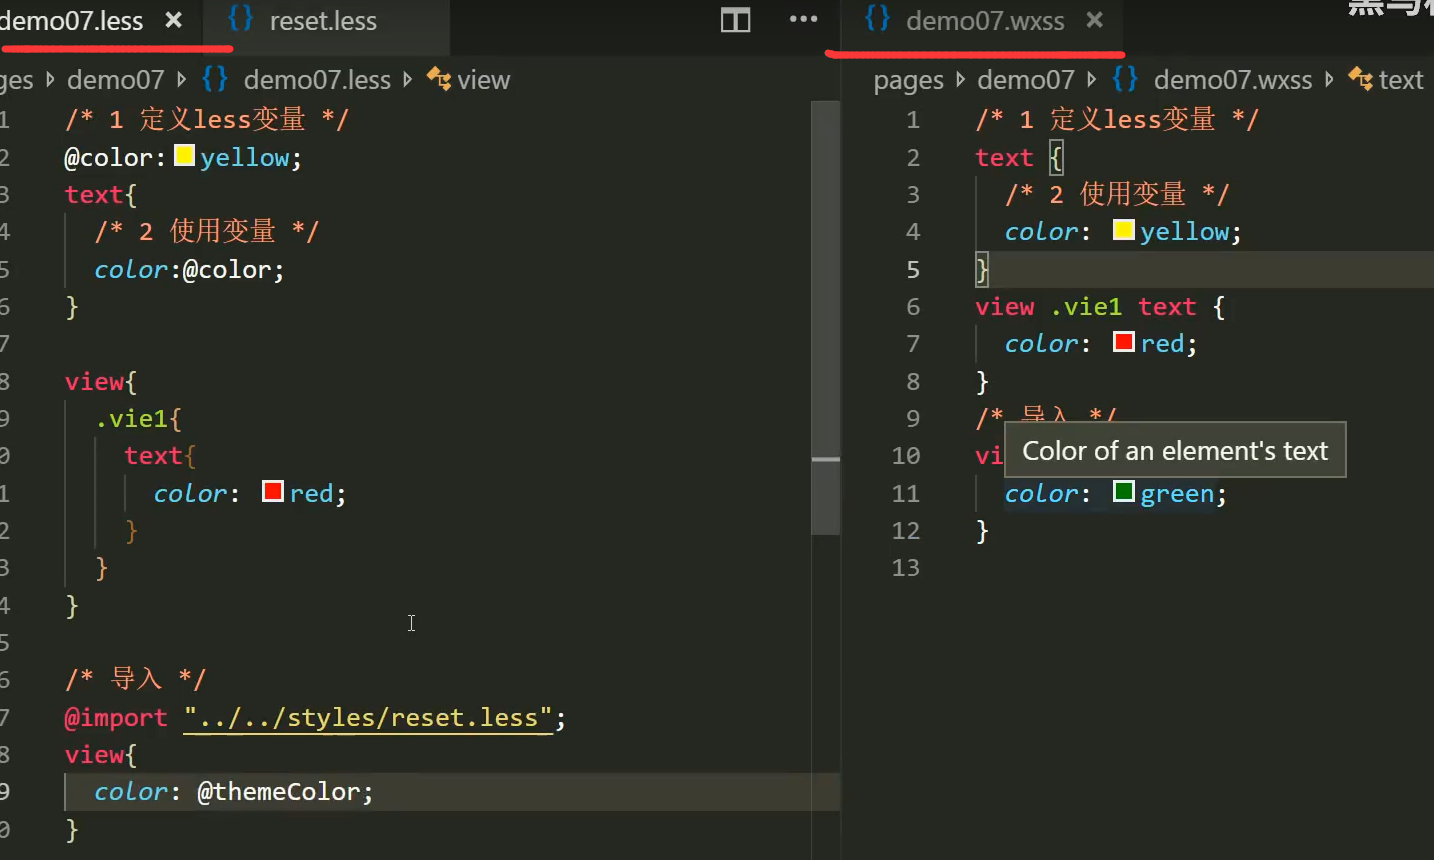 demo07.less × reset.less
demo07 > demo07.less > view
/* 1 定义less变量 */
2 @color: yellow;
3 text{
4 /* 2 使用变量 */
5 color:@color;
6 }
7
8 view{
9 .vie1{
0 text{
1 color: red;
2 }
3 }
4 }
5
6 /* 导入 */
7 @import "../../styles/reset.less";
8 view{
9 color: @themeColor;
0 }
demo07.wxss ×
pages > demo07 > demo07.wxss > text
1 /* 1 定义less变量 */
2 text {
3 /* 2 使用变量 */
4 color: yellow;
5 }
6 view .vie1 text {
7 color: red;
8 }
9 /* 导入 */
10 vi
Color of an element's text
11 color: green;
12 }
13